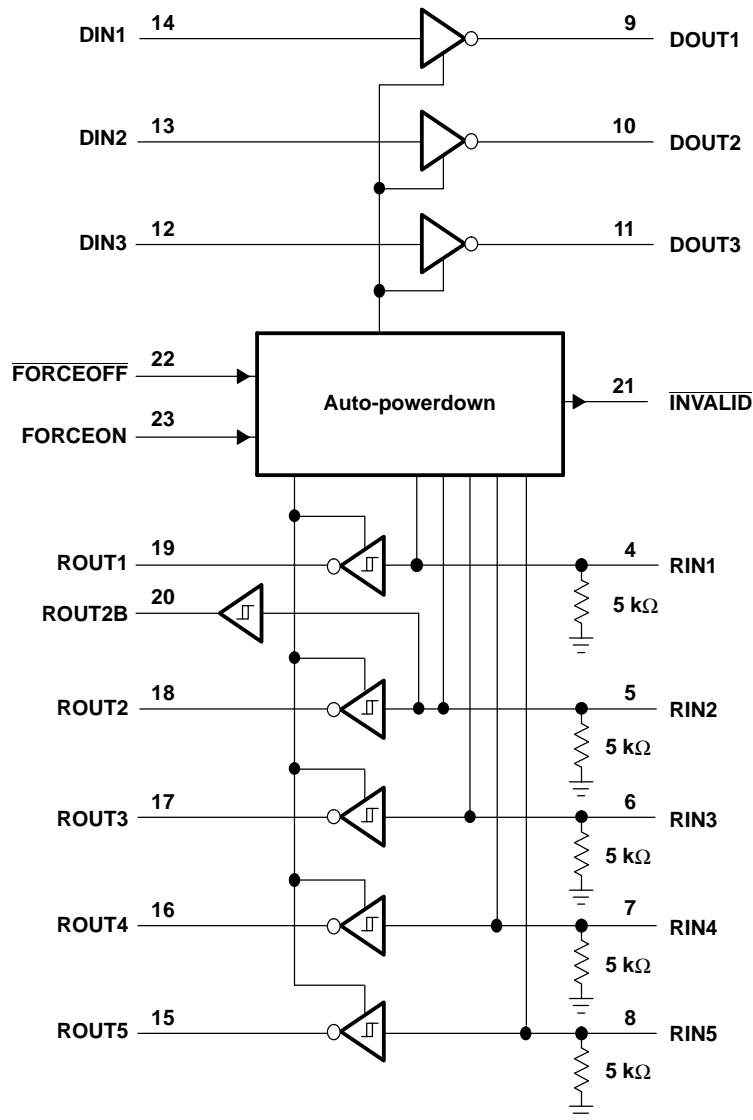 DIN1 14 9 DOUT1
DIN2 13 10 DOUT2
DIN3 12 11 DOUT3
FORCEOFF 22
Auto-powerdown
21 INVALID
FORCEON 23
ROUT1 19 4 RIN1
5 kΩ
ROUT2B 20
ROUT2 18 5 RIN2
5 kΩ
ROUT3 17 6 RIN3
5 kΩ
ROUT4 16 7 RIN4
5 kΩ
ROUT5 15 8 RIN5
5 kΩ